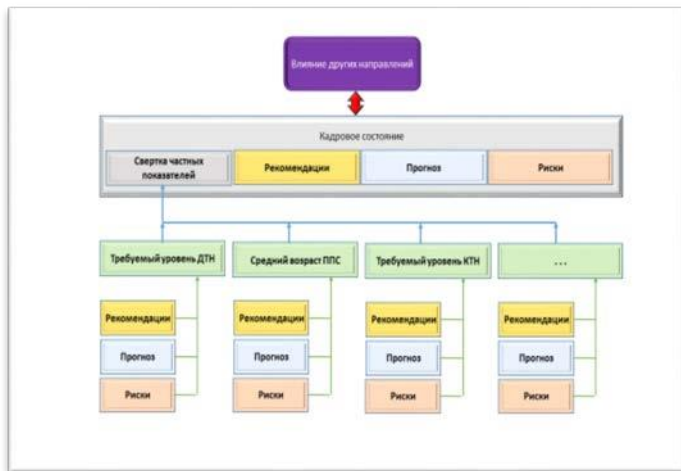 Влияние других направлений
Кадровое состояние
Свертка частных
показателей
Рекомендации
Прогноз
Риски
Требуемый уровень ДТН
Средний возраст ППС
Требуемый уровень КТН
. . .
Рекомендации
Рекомендации
Рекомендации
Рекомендации
Прогноз
Прогноз
Прогноз
Прогноз
Риски
Риски
Риски
Риски